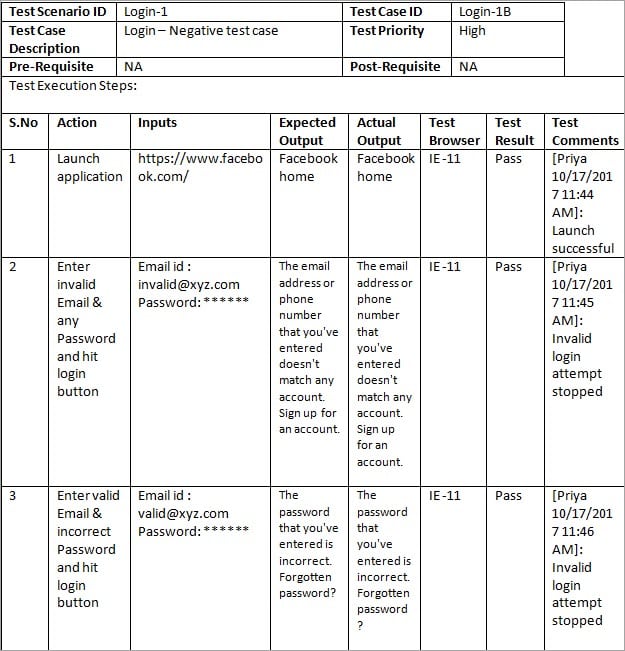 Test Scenario ID Login-1 Test Case ID Login-1B
Test Case Description Login – Negative test case Test Priority High
Pre-Requisite NA Post-Requisite NA
Test Execution Steps:
S.No Action Inputs Expected Output Actual Output Test Browser Test Result Test Comments
1 Launch application https://www.facebook.com/ Facebook home Facebook home IE-11 Pass [Priya 10/17/2017 11:44 AM]: Launch successful
2 Enter invalid Email & any Password and hit login button Email id : invalid@xyz.com Password: ****** The email address or phone number that you've entered doesn't match any account. Sign up for an account. The email address or phone number that you've entered doesn't match any account. Sign up for an account. IE-11 Pass [Priya 10/17/2017 11:45 AM]: Invalid login attempt stopped
3 Enter valid Email & incorrect Password and hit login button Email id : valid@xyz.com Password: ****** The password that you've entered is incorrect. Forgotten password? The password that you've entered is incorrect. Forgotten password? IE-11 Pass [Priya 10/17/2017 11:46 AM]: Invalid login attempt stopped